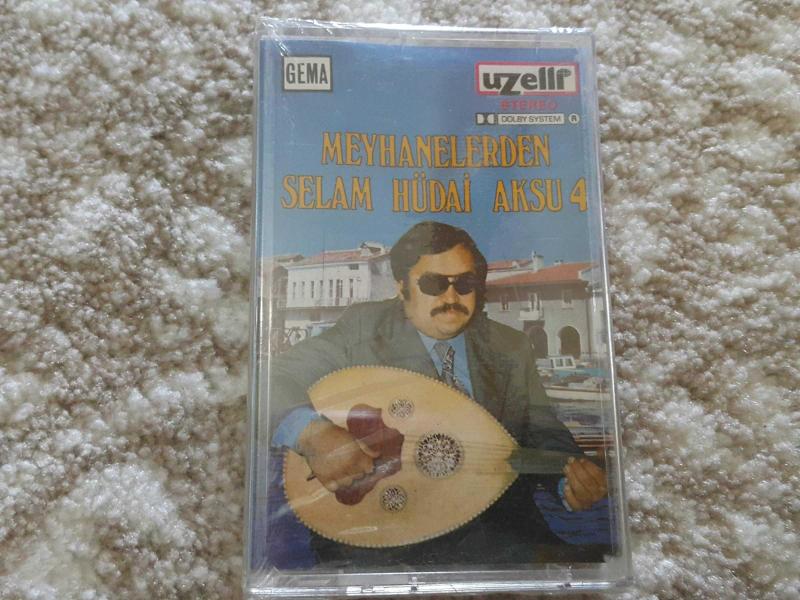 GEMA
uzelli
STEREO
DOLBY SYSTEM R
MEYHANELERDEN
SELAM HÜDAİ AKSU 4